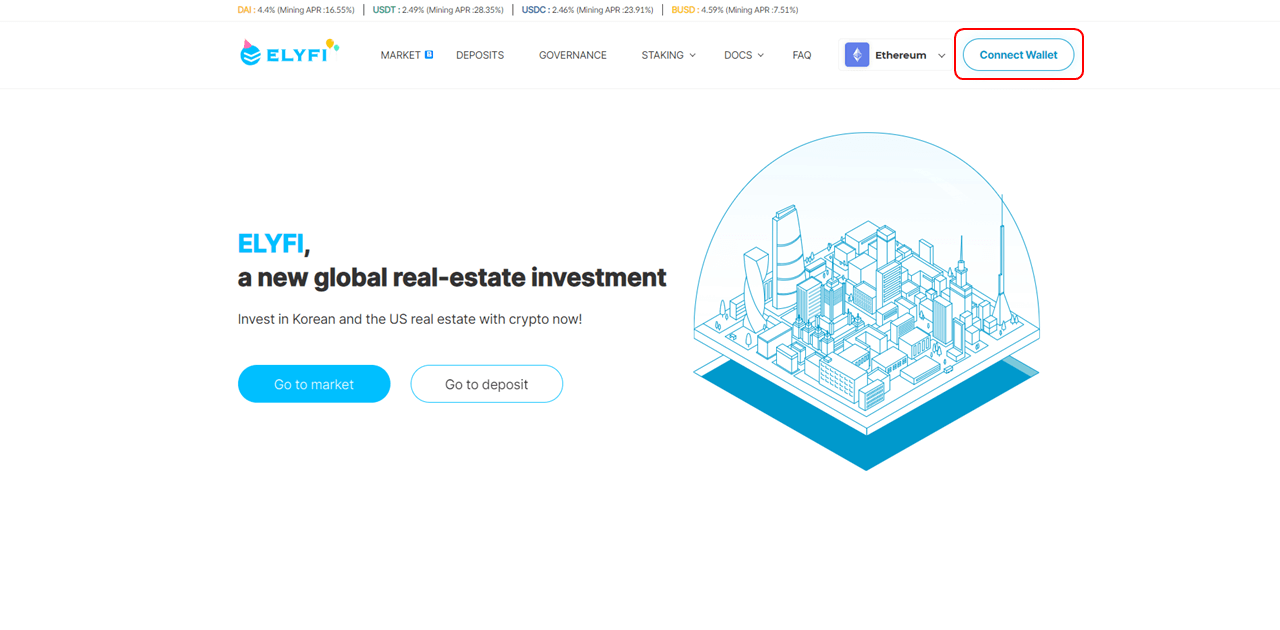 DAI : 4.4% (Mining APR :16.55%) | USDT : 2.49% (Mining APR :28.35%) | USDC : 2.46% (Mining APR :23.91%) | BUSD : 4.59% (Mining APR :7.51%)
ELYFI MARKET DEPOSITS GOVERNANCE STAKING DOCS FAQ Ethereum Connect Wallet
ELYFI,
a new global real-estate investment
Invest in Korean and the US real estate with crypto now!
Go to market Go to deposit